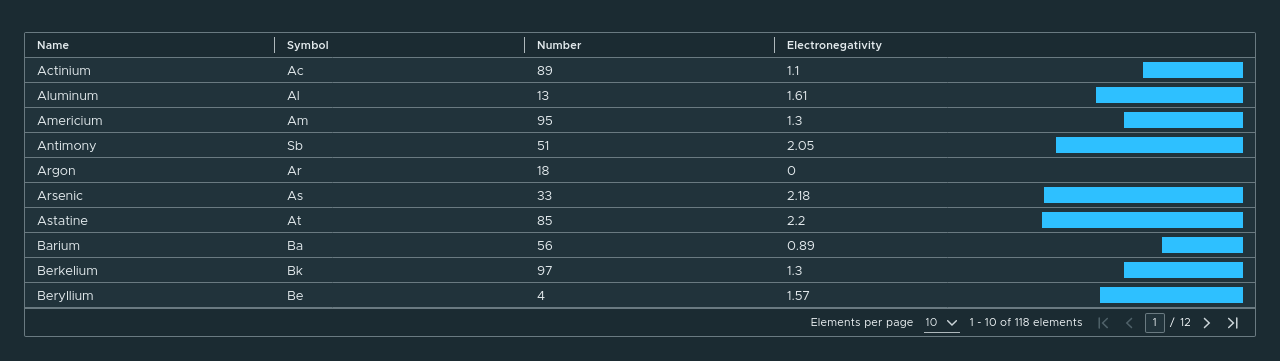 Name Symbol Number Electronegativity
Actinium Ac 89 1.1
Aluminum Al 13 1.61
Americium Am 95 1.3
Antimony Sb 51 2.05
Argon Ar 18 0
Arsenic As 33 2.18
Astatine At 85 2.2
Barium Ba 56 0.89
Berkelium Bk 97 1.3
Beryllium Be 4 1.57
Elements per page 10 1 - 10 of 118 elements 1 / 12